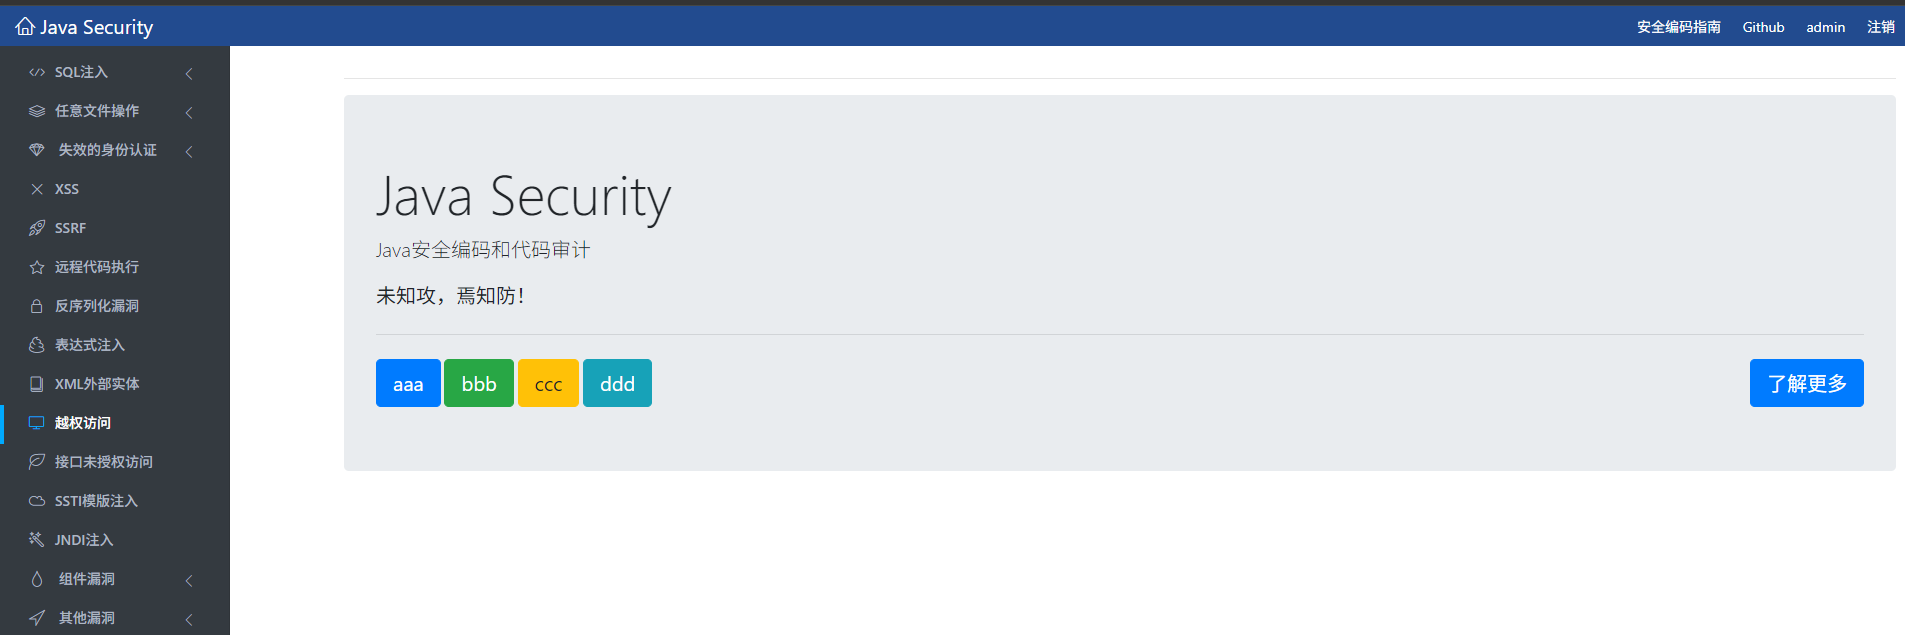 Java Security
安全编码指南 Github admin 注销
SQL注入
任意文件操作
失效的身份认证
XSS
SSRF
远程代码执行
反序列化漏洞
表达式注入
XML外部实体
越权访问
接口未授权访问
SSTI模版注入
JNDI注入
组件漏洞
其他漏洞
Java Security
Java安全编码和代码审计
未知攻，焉知防！
aaa bbb ccc ddd 了解更多